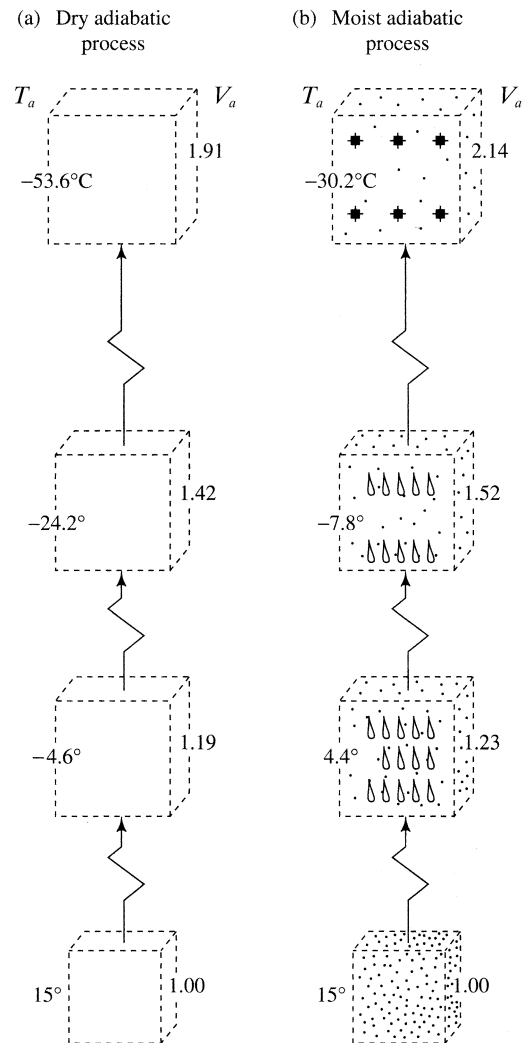 (a) Dry adiabatic
process
(b) Moist adiabatic
process
Ta Va
1.91
−53.6°C
Ta Va
2.14
−30.2°C
1.42
−24.2°
1.52
−7.8°
1.19
−4.6°
1.23
4.4°
1.00
15°
1.00
15°